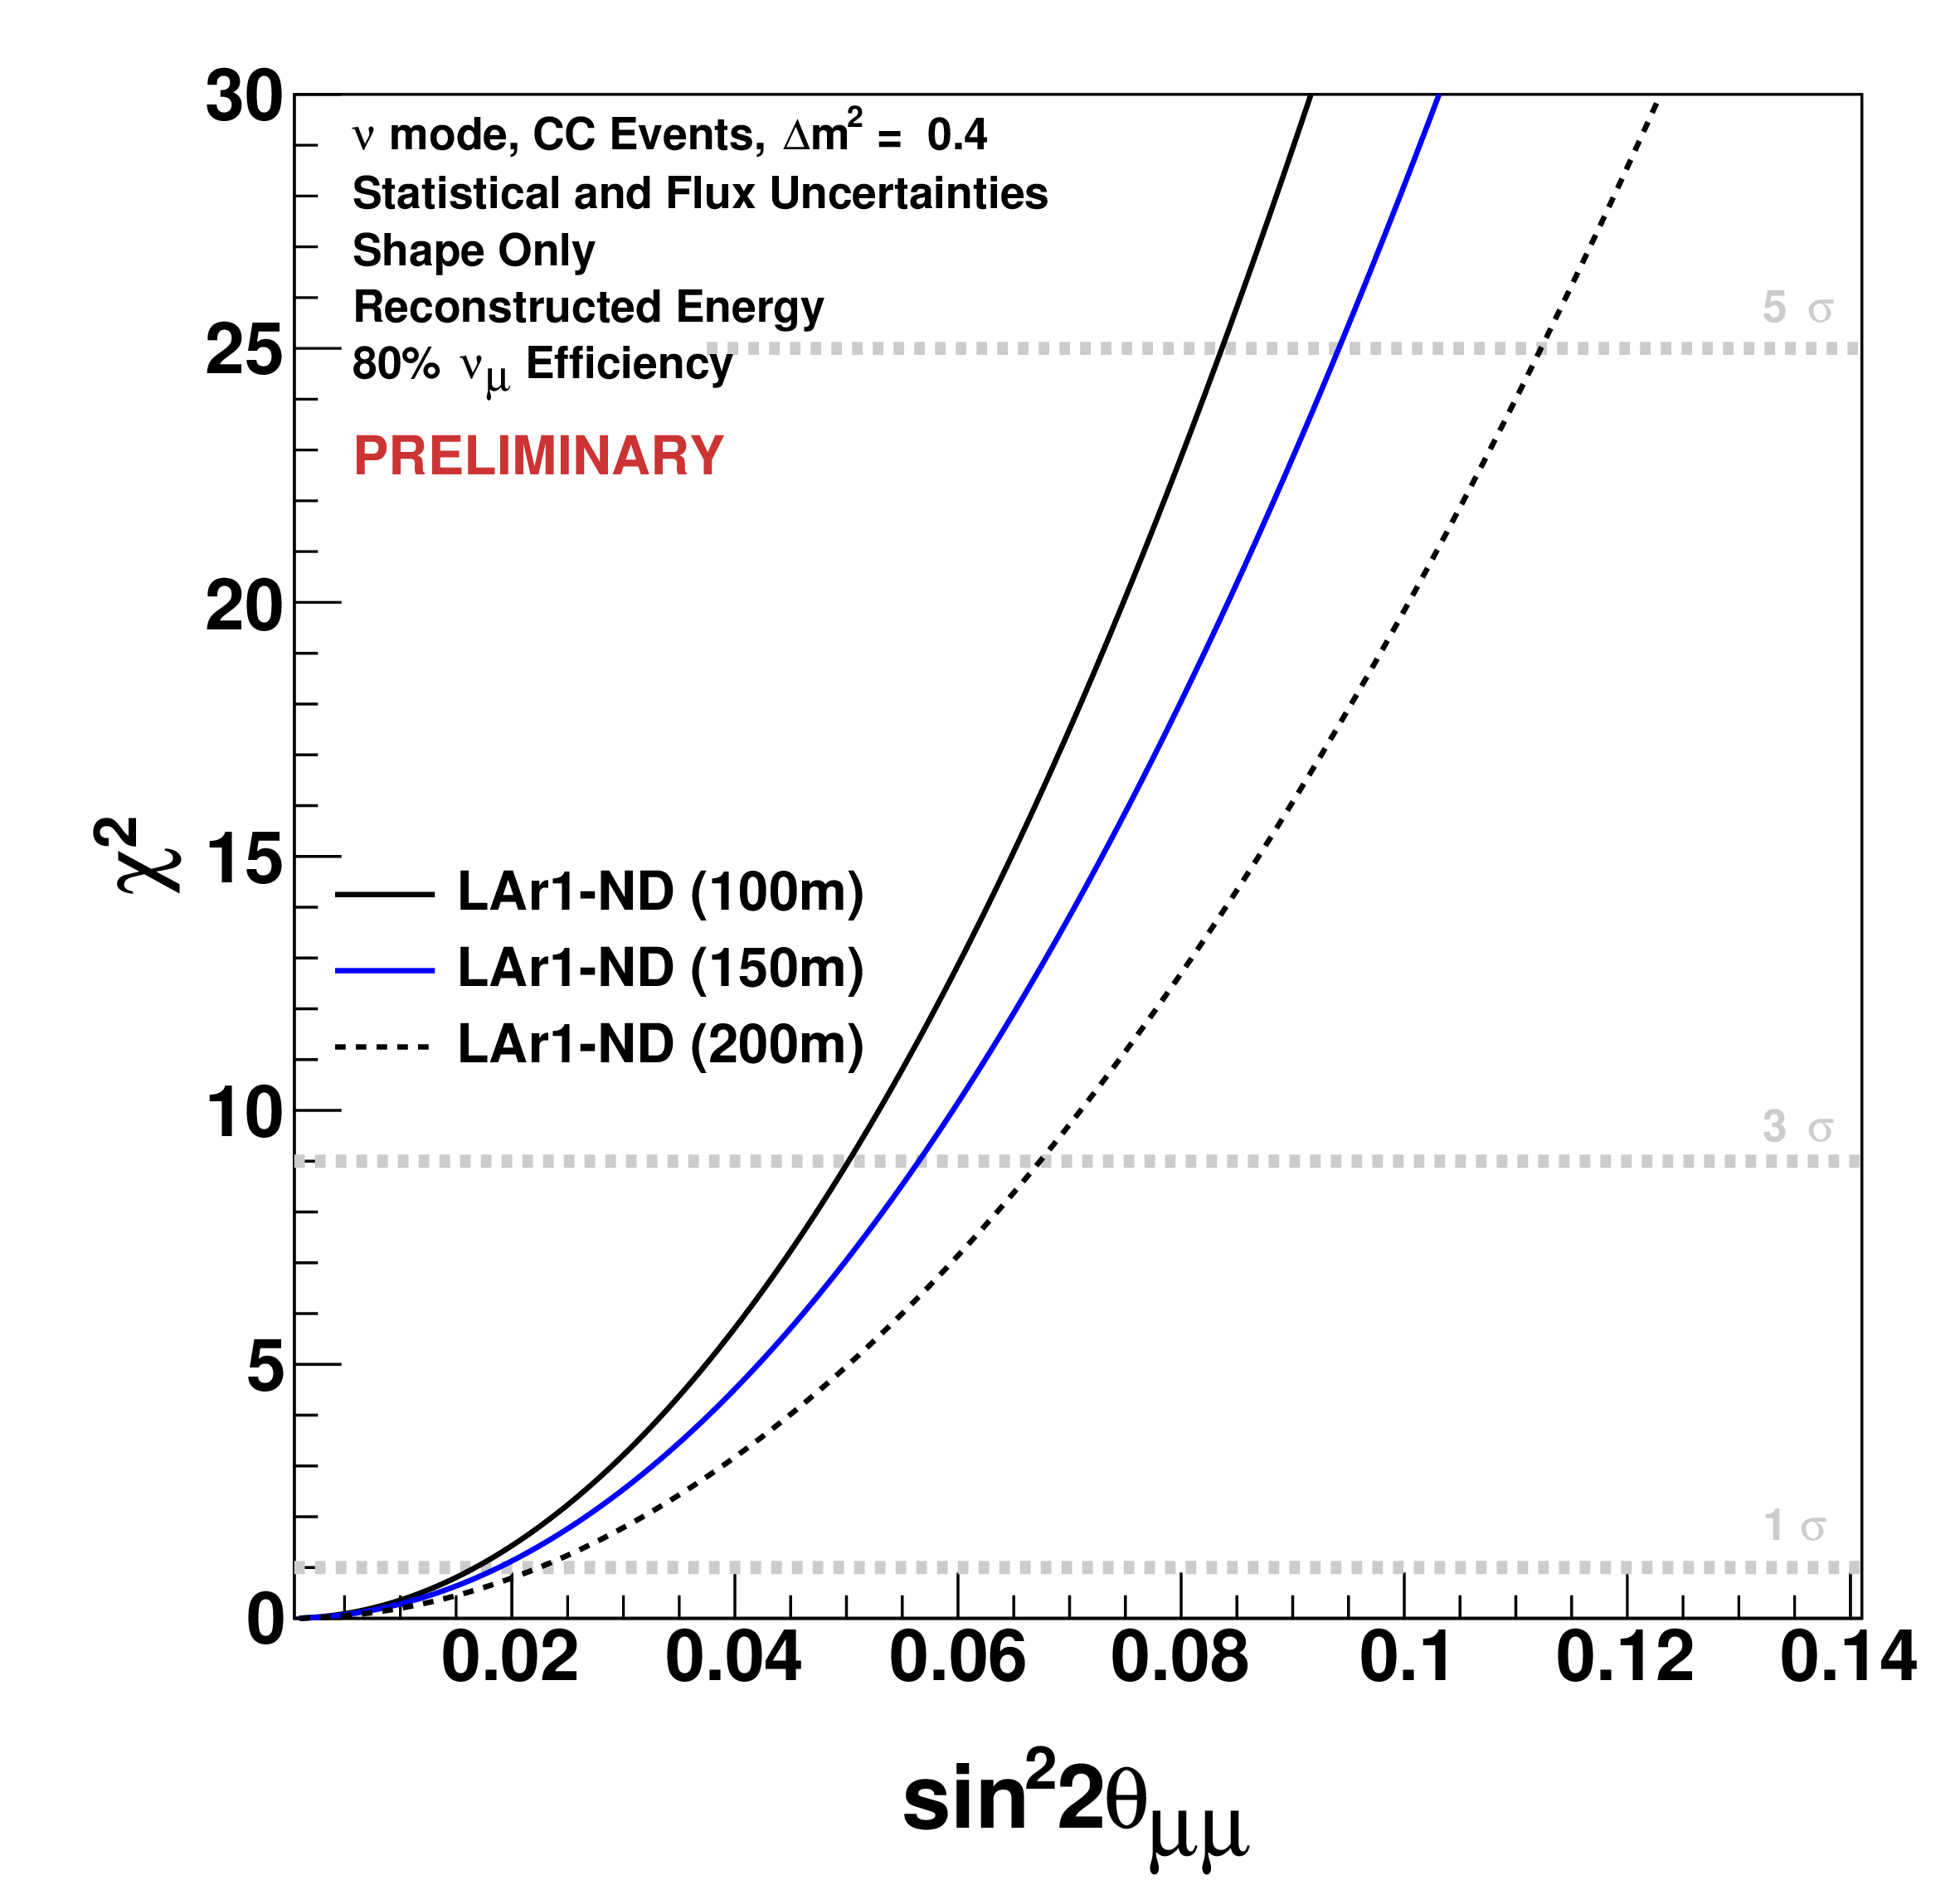 30
ν mode, CC Events, Δm² = 0.4
Statistical and Flux Uncertainties
Shape Only
Reconstructed Energy
5 σ
25
80% νμ Efficiency
PRELIMINARY
20
χ²
15
LAr1-ND (100m)
LAr1-ND (150m)
LAr1-ND (200m)
10
3 σ
5
1 σ
0
0.02 0.04 0.06 0.08 0.1 0.12 0.14
sin²2θμμ